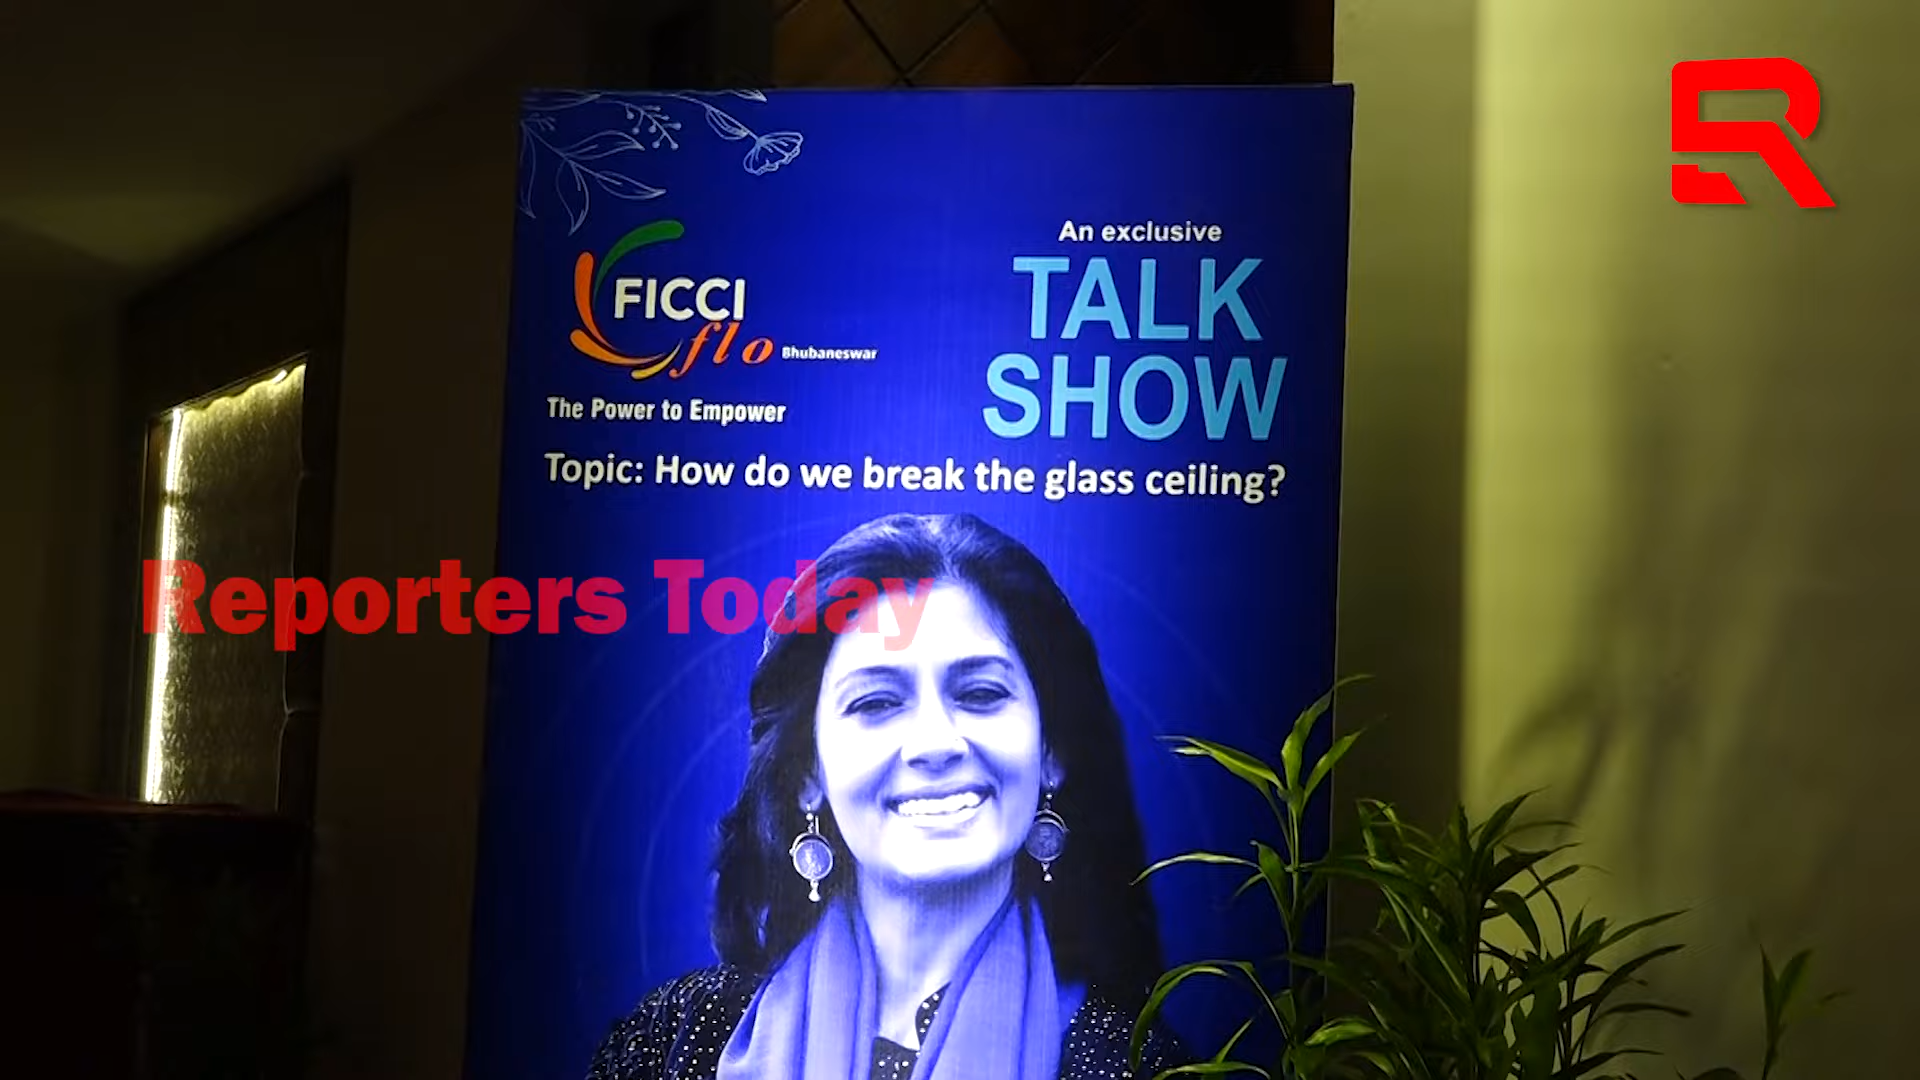 FICCI
flo Bhubaneswar
The Power to Empower
An exclusive
TALK
SHOW
Topic: How do we break the glass ceiling?
Reporters Today
R